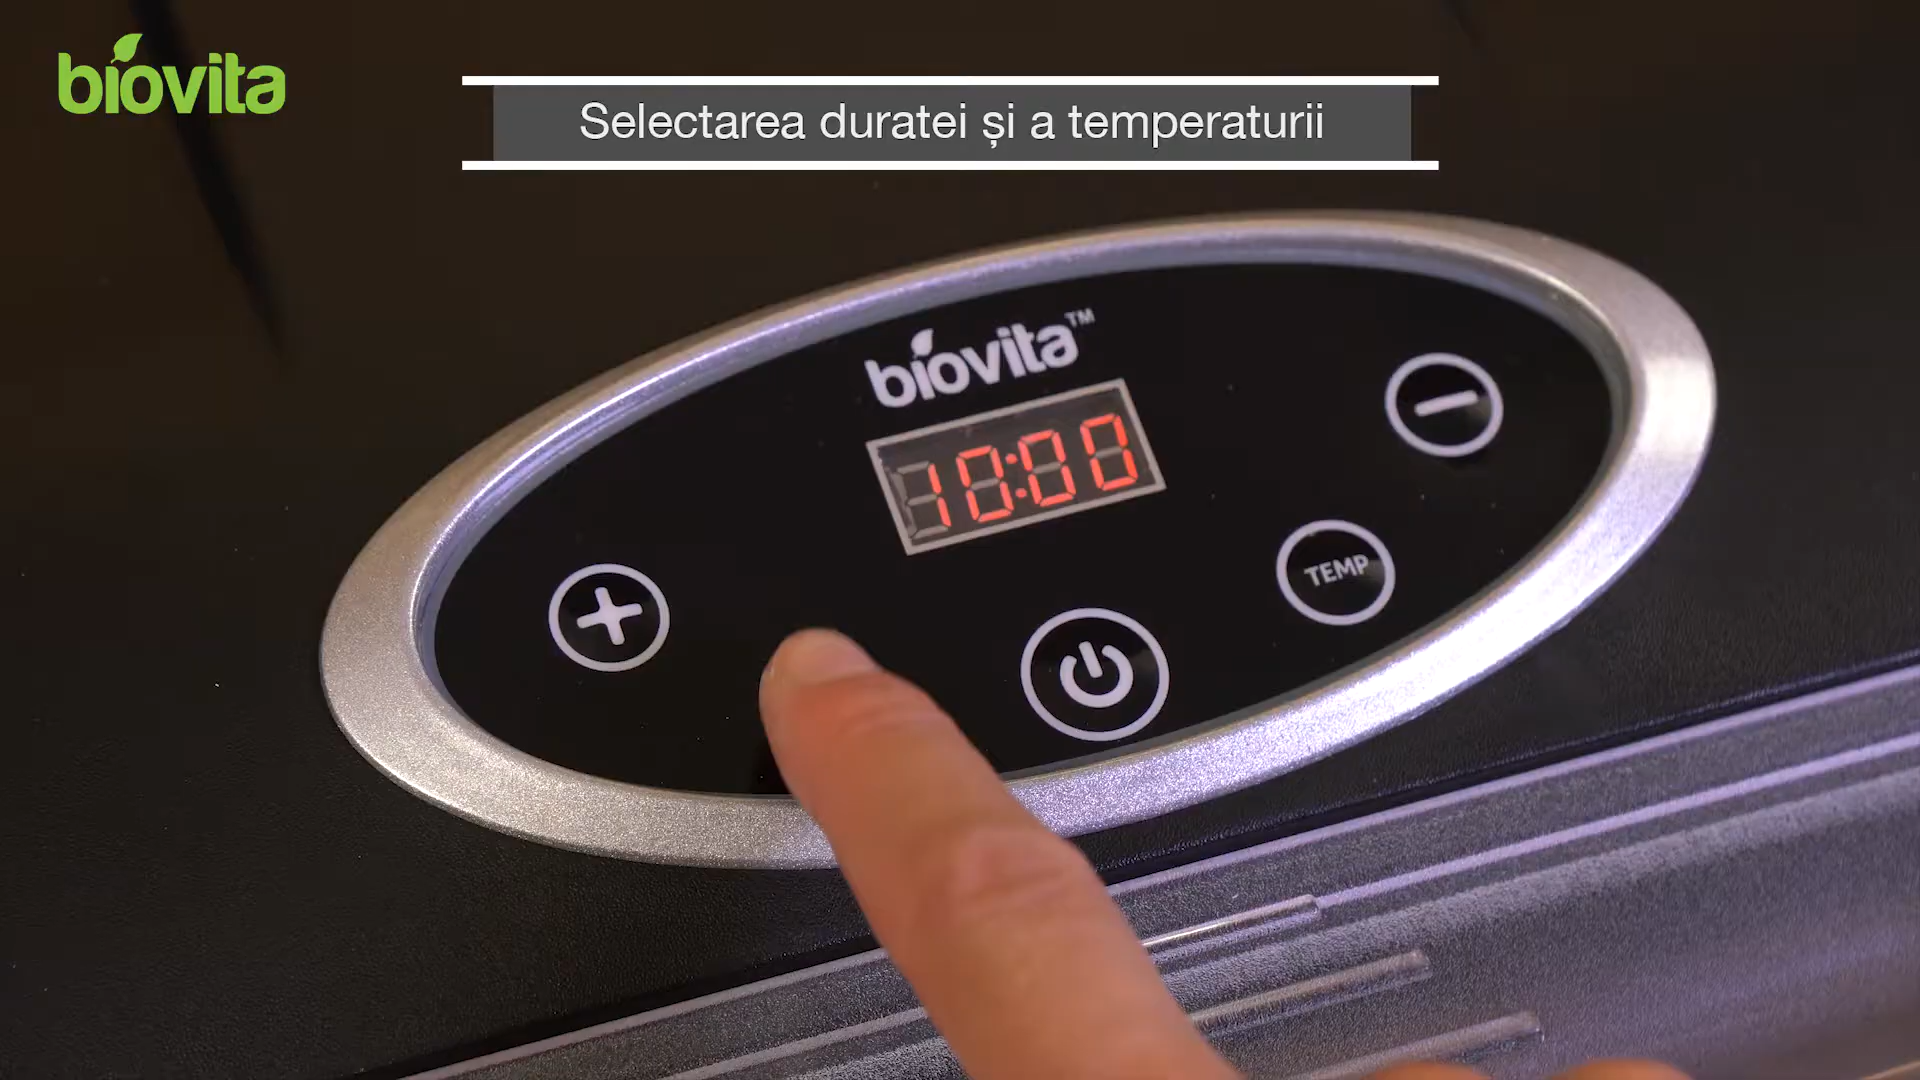 biovita
Selectarea duratei și a temperaturii
biovita™
10:00
TEMP